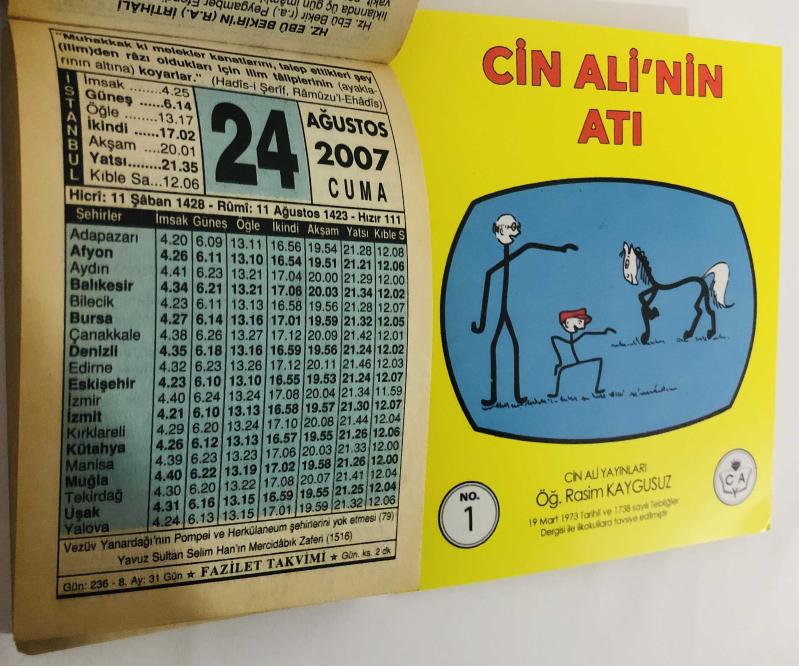 HZ. EBÛ BEKİR'İN (R.A.) İRTİHÂLİ
Hz. Ebû Bekir (r.a.) Peygamber
"Muhakkak ki melekler kanatlarını, talep ettikleri şey
(ilim)den râzı oldukları için ilim tâliplerinin (ayakla-
rının altına) koyarlar." (Hadîs-i Şerîf, Râmûzu'l-Ehâdîs)
İSTANBUL
İmsak ........4.25
Güneş ......6.14
Öğle .........13.17
İkindi ......17.02
Akşam ....20.01
Yatsı........21.35
Kıble Sa...12.06
24
AĞUSTOS
2007
CUMA
Hicrî: 11 Şâban 1428 - Rûmî: 11 Ağustos 1423 - Hızır 111
Şehirler İmsak Güneş Öğle İkindi Akşam Yatsı Kıble S
Adapazarı 4.20 6.09 13.11 16.56 19.54 21.28 12.08
Afyon 4.26 6.11 13.10 16.54 19.51 21.21 12.06
Aydın 4.41 6.23 13.21 17.04 20.00 21.29 12.00
Balıkesir 4.34 6.21 13.21 17.06 20.03 21.34 12.02
Bilecik 4.23 6.11 13.13 16.58 19.56 21.28 12.07
Bursa 4.27 6.14 13.16 17.01 19.59 21.32 12.05
Çanakkale 4.38 6.26 13.27 17.12 20.09 21.42 12.01
Denizli 4.35 6.18 13.16 16.59 19.56 21.24 12.02
Edirne 4.32 6.23 13.26 17.12 20.11 21.46 12.03
Eskişehir 4.23 6.10 13.10 16.55 19.53 21.24 12.07
İzmir 4.40 6.24 13.24 17.08 20.04 21.34 11.59
İzmit 4.21 6.10 13.13 16.58 19.57 21.30 12.07
Kırklareli 4.29 6.20 13.24 17.10 20.08 21.44 12.04
Kütahya 4.26 6.12 13.13 16.57 19.55 21.26 12.06
Manisa 4.39 6.23 13.23 17.06 20.03 21.33 12.00
Muğla 4.40 6.22 13.19 17.02 19.58 21.26 12.00
Tekirdağ 4.30 6.20 13.22 17.08 20.07 21.41 12.04
Uşak 4.31 6.16 13.15 16.59 19.55 21.25 12.04
Yalova 4.24 6.13 13.15 17.01 19.59 21.32 12.06
Vezüv Yanardağı'nın Pompei ve Herkülaneum şehirlerini yok etmesi (79)
Yavuz Sultan Selim Han'ın Mercidâbık Zaferi (1516)
Gün: 236 - 8. Ay: 31 Gün ★ FAZİLET TAKVİMİ ★ Gün. ks. 2 dk
CİN ALİ'NİN
ATI
NO.
1
CİN ALİ YAYINLARI
Öğ. Rasim KAYGUSUZ
19 Mart 1973 Tarihli ve 1738 sayılı Tebliğler
Dergisi ile ilkokullara tavsiye edilmiştir
C A